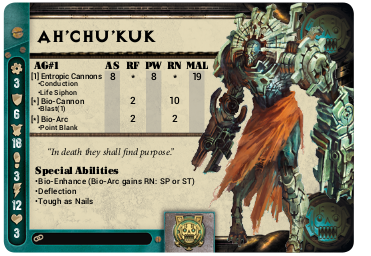 AH'CHU'KUK
AG#1 AS RF PW RN MAL
[1] Entropic Cannons 8 * 8 * 19
•Conduction
•Life Siphon
[*] Bio-Cannon 2 10
•Blast(1)
[*] Bio-Arc 2 2
•Point Blank
3
6
18
3
12
3
"In death they shall find purpose."
Special Abilities
•Bio-Enhance (Bio-Arc gains RN: SP or ST)
•Deflection
•Tough as Nails